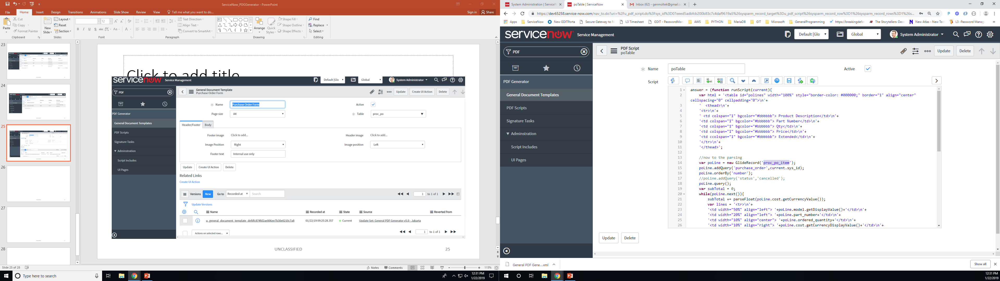 ServiceNow_PDGGenerator - PowerPoint
File Home Insert Design Transitions Animations Slide Show Review View Tell me what you want to do... Sign in Share
Paste
Cut
Copy
Format Painter
Clipboard
New Slide
Layout
Reset
Section
Slides
12
Font
Text Direction
Align Text
Convert to SmartArt
Paragraph
Arrange
Quick Styles
Shape Fill
Shape Outline
Shape Effects
Drawing
Find
Replace
Select
Editing
23
24
25
26
27
28
Click to add title
servicenow Service Management Default [Glo Global System Administrator
PDF
PDF Generator
General Document Templates
PDF Scripts
Signature Tasks
Adminstration
Script Includes
UI Pages
General Document Template
Purchase Order Form
Update Create UI Action Delete
Name Purchase Order Form Active
Page size A4 Table proc_po
Header/Footer Body
Footer image Click to add... Header image Click to add...
Image Position Right Image position Left
Footer text Internal use only
Update Create UI Action Delete
Related Links
Create UI Action
Versions New Go to Recorded at Search 1 to 1 of 1
Update Versions
Name Recorded at State Source Reverted from
u_general_document_template_defdfc874fd2ae006ee7b30e0210c7a8 01/22/19 09:25:28.357 Current Update Set: General PDF Generator v5.0 - Jakarta
Actions on selected rows... 1 to 1 of 1
UNCLASSIFIED 25
Slide 25 of 28 Notes Comments 115%
Type here to search 12:31 PM
1/22/2019
System Administration | ServiceN poTable | ServiceNow Inbox (62) - genmoltek@gmail.c
https://dev65258.service-now.com/nav_to.do?uri=%2Fu_pdf_script.do%3Fsys_id%3D07eeed5adbfcb200b83c7c4daf9619a5%26sysparm_record_target%3Du_pdf_script%26sysparm_record_row%3D1%26sysparm_record_rows%3D1%26s...
Apps ServiceNow New GDITPorta Secure Gateway to N L3 Timesheet GDIT - PasswordMan AWS PYTHON MariaDB GIT Microsoft GeneralProgramming https://breakingdefe The Storytellers: Dece New Atlas - New Tec L3 -Password Manag
servicenow Service Management Default [Glo Global System Administrator
PDF
PDF Generator
General Document Templates
PDF Scripts
Signature Tasks
Adminstration
Script Includes
UI Pages
PDF Script
poTable
Update Delete
Name poTable Active
Script
1 answer = (function runScript(current){
2 var html = '<table id="polines" width="100%" style="border-color: #000000;" border="1" align="center"
cellspacing="0" cellpadding="0">\n'+
3 ' <thead>\n'+
4 '<tr>\n'+
5 ' <td colspan="1" bgcolor="#bbbbbb"> Product Description</td>\n'+
6 '<td colspan="1" bgcolor="#bbbbbb"> Part Number</td>\n'+
7 '<td colspan="1" bgcolor="#bbbbbb"> Qty</td>\n'+
8 '<td colspan="1" bgcolor="#bbbbbb"> Price</td>\n'+
9 '<td ccolspan="1" bgcolor="#bbbbbb"> Extended</td>\n'+
10 '</tr>\n'+
11 '</thead>';
12
13 //now to the parsing
14 var poLine = new GlideRecord('proc_po_item');
15 poLine.addQuery('purchase_order',current.sys_id);
16 poLine.orderBy('number');
17 //poLine.addQuery('status','cancelled');
18 poLine.query();
19 var subTotal = 0;
20 while(poLine.next()){
21 subTotal += parseFloat(poLine.cost.getCurrencyValue());
22 var lines = '<tr>\n'+
23 '<td width="50%" align="left"> '+poLine.model.getDisplayValue()+'</td>\n'+
24 '<td width="20%" align="left"> '+poLine.part_number+'</td>\n'+
25 '<td width="10%" align="center"> '+poLine.ordered_quantity+'</td>\n'+
26 '<td width="10%" align="right"> '+poLine.cost.getCurrencyDisplayValue()+'</td>\n'+
Update Delete
General PDF Gene....xml Show all
12:31 PM
1/22/2019